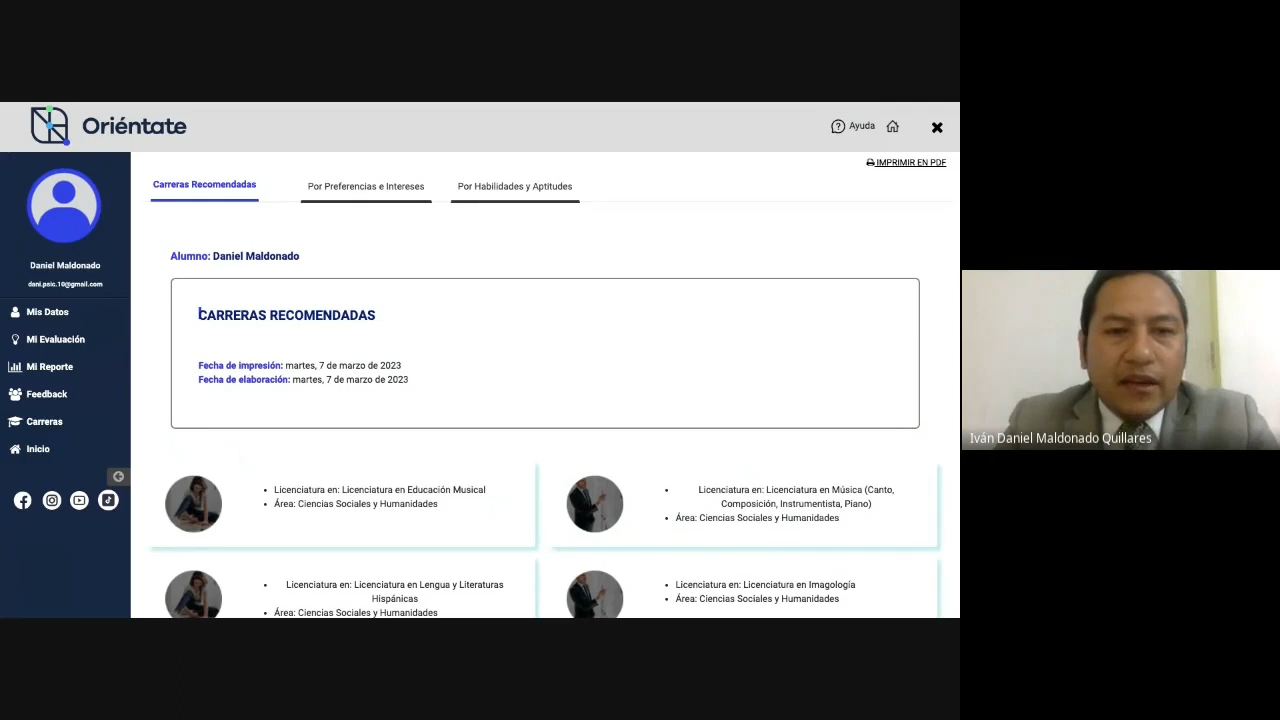 Oriéntate
Ayuda
IMPRIMIR EN PDF
Carreras Recomendadas
Por Preferencias e Intereses
Por Habilidades y Aptitudes
Daniel Maldonado
dani.psic.10@gmail.com
Mis Datos
Mi Evaluación
Mi Reporte
Feedback
Carreras
Inicio
Alumno: Daniel Maldonado
CARRERAS RECOMENDADAS
Fecha de impresión: martes, 7 de marzo de 2023
Fecha de elaboración: martes, 7 de marzo de 2023
Licenciatura en: Licenciatura en Educación Musical
Área: Ciencias Sociales y Humanidades
Licenciatura en: Licenciatura en Música (Canto,
Composición, Instrumentista, Piano)
Área: Ciencias Sociales y Humanidades
Licenciatura en: Licenciatura en Lengua y Literaturas
Hispánicas
Área: Ciencias Sociales y Humanidades
Licenciatura en: Licenciatura en Imagología
Área: Ciencias Sociales y Humanidades
Iván Daniel Maldonado Quillares